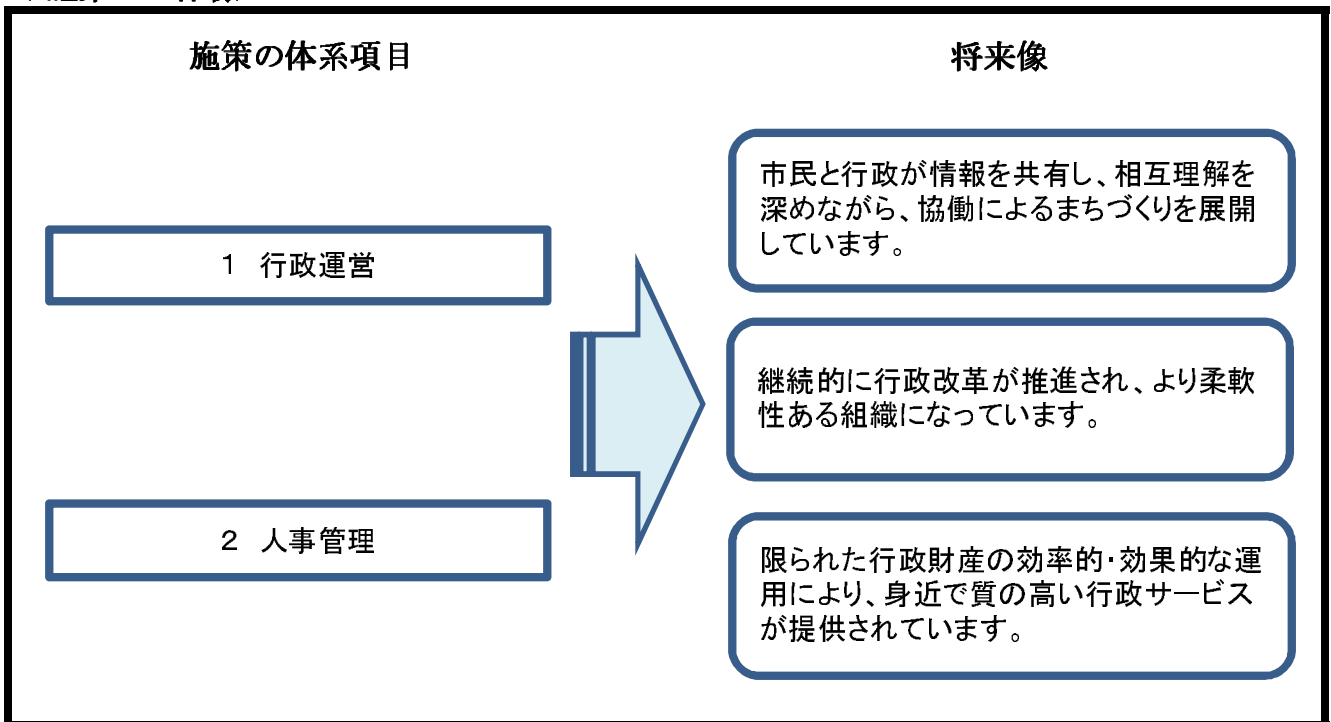 施策の体系項目
将来像
1 行政運営
2 人事管理
市民と行政が情報を共有し、相互理解を
深めながら、協働によるまちづくりを展開
しています。
継続的に行政改革が推進され、より柔軟
性ある組織になっています。
限られた行政財産の効率的・効果的な運
用により、身近で質の高い行政サービス
が提供されています。